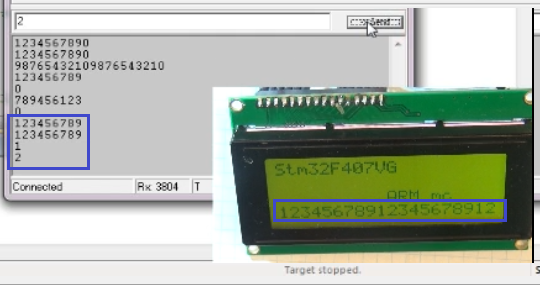 2
Send
1234567890
1234567890
98765432109876543210
123456789
0
789456123
0
123456789
123456789
1
2
Connected
Rx: 3804
T
Stm32F407VG
ARM mc
12345678912345678912
Target stopped.
S